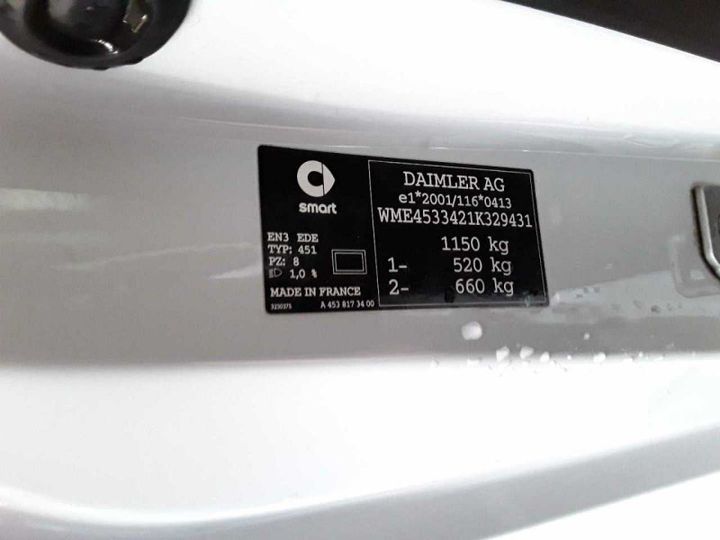 smart
EN3 EDE
TYP: 451
PZ: 8
1,0 %
MADE IN FRANCE
A 453 817 34 00
DAIMLER AG
e1*2001/116*0413
WME4533421K329431
1150 kg
1- 520 kg
2- 660 kg